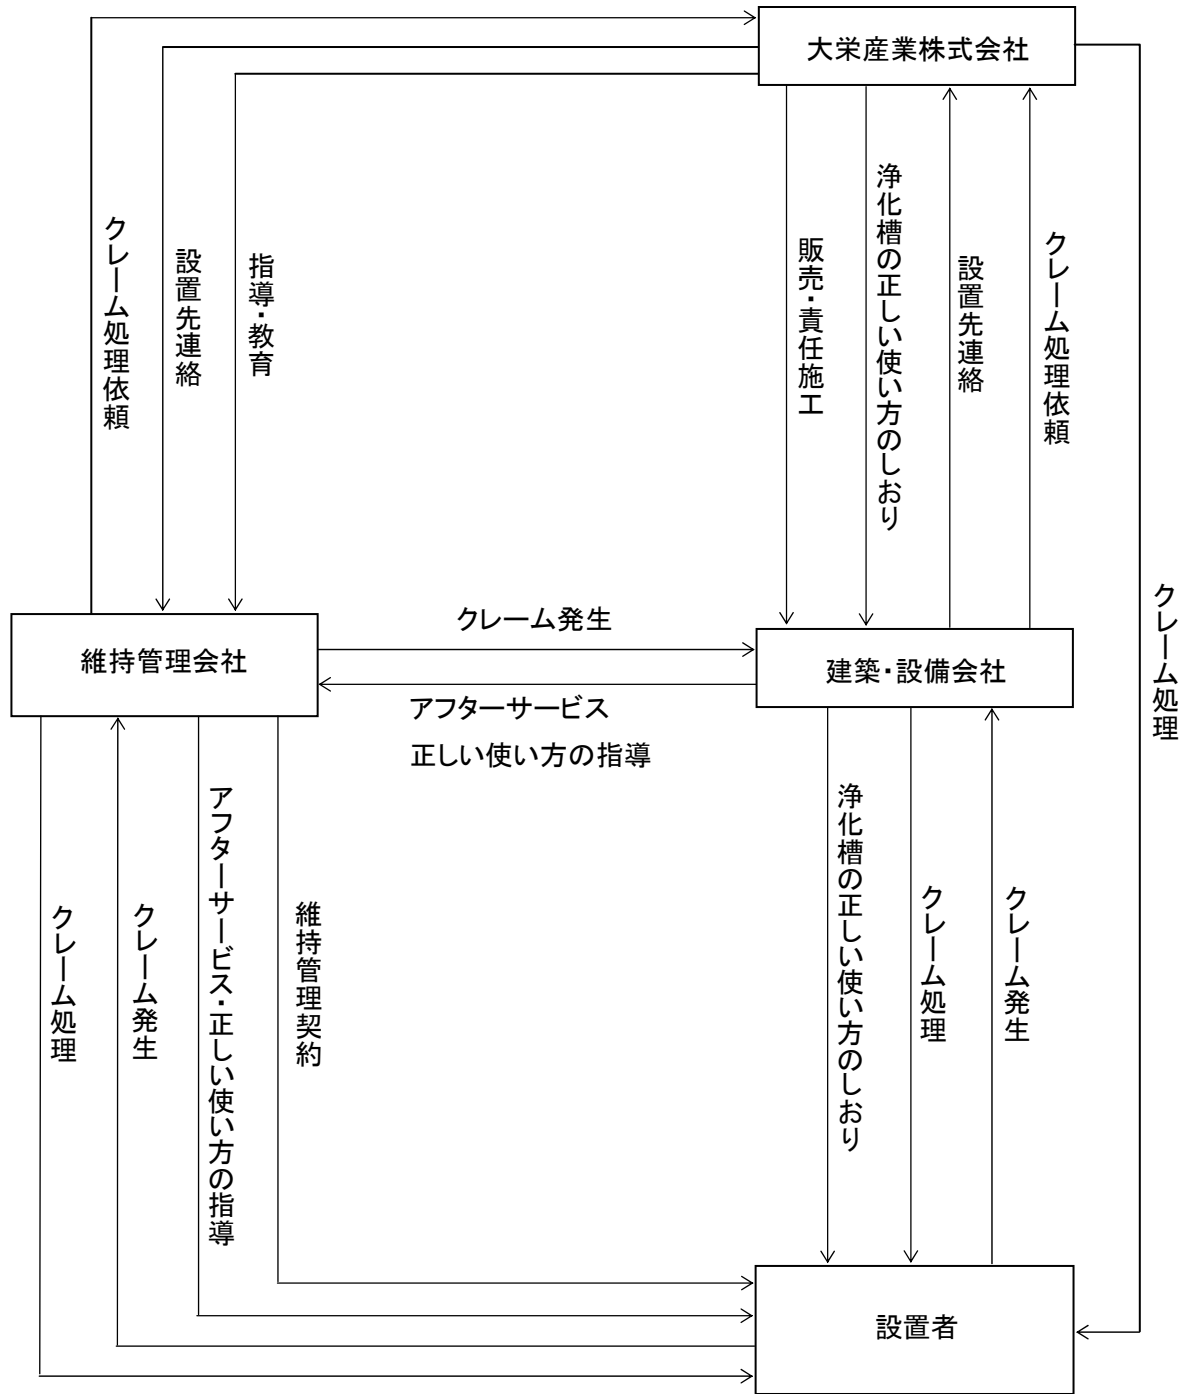 大栄産業株式会社
クレーム処理依頼
設置先連絡
指導・教育
販売・責任施工
浄化槽の正しい使い方のしおり
設置先連絡
クレーム処理依頼
クレーム処理
維持管理会社
クレーム発生
アフターサービス
正しい使い方の指導
建築・設備会社
クレーム処理
クレーム発生
アフターサービス・正しい使い方の指導
維持管理契約
浄化槽の正しい使い方のしおり
クレーム処理
クレーム発生
設置者